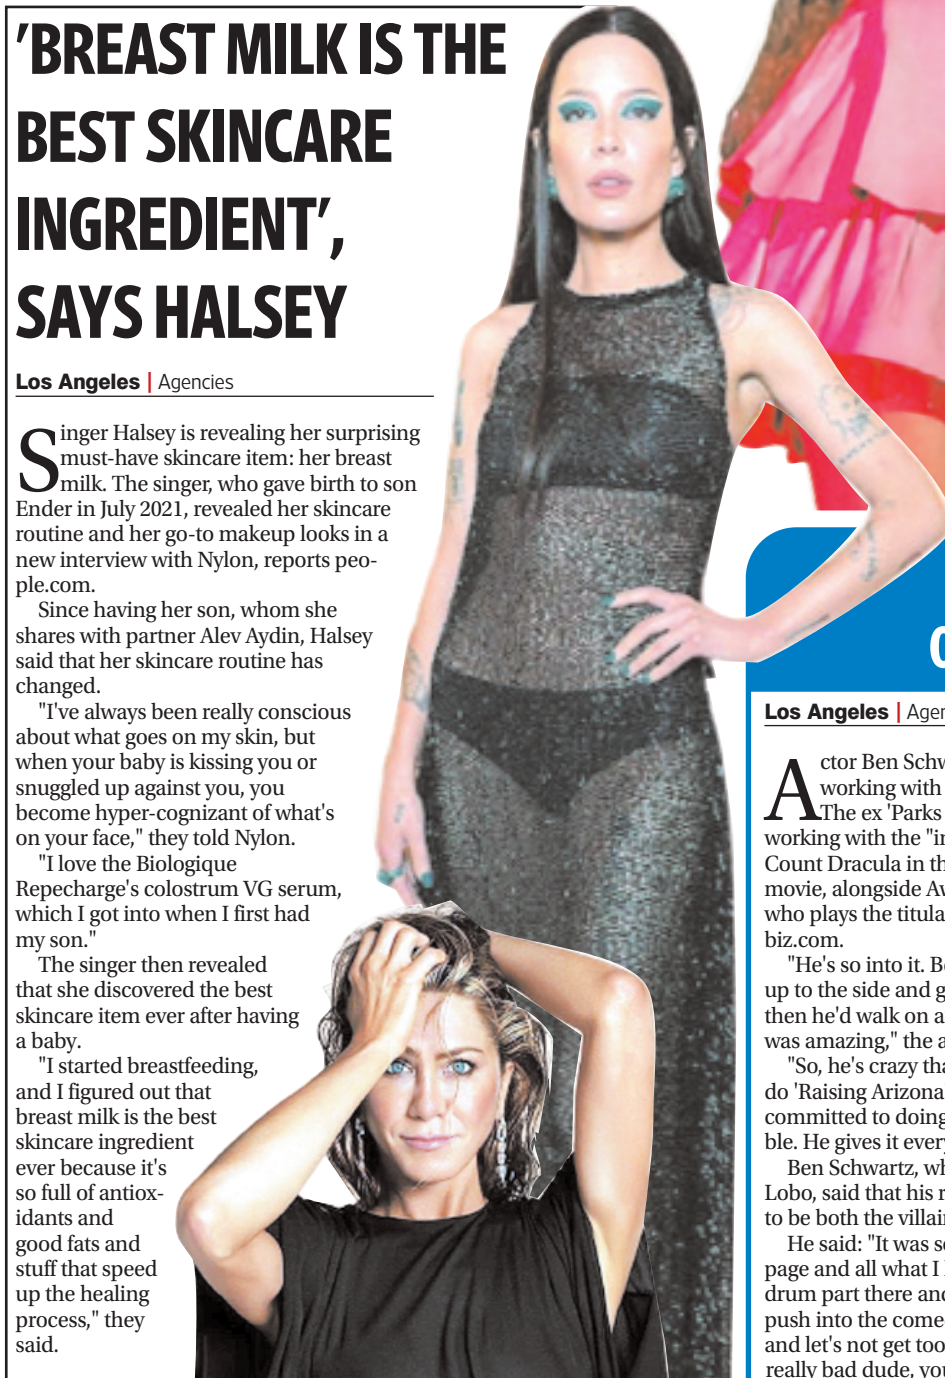 'BREAST MILK IS THE
BEST SKINCARE
INGREDIENT',
SAYS HALSEY
Los Angeles | Agencies
Singer Halsey is revealing her surprising
must-have skincare item: her breast
milk. The singer, who gave birth to son
Ender in July 2021, revealed her skincare
routine and her go-to makeup looks in a
new interview with Nylon, reports peo-
ple.com.
Since having her son, whom she
shares with partner Alev Aydin, Halsey
said that her skincare routine has
changed.
"I've always been really conscious
about what goes on my skin, but
when your baby is kissing you or
snuggled up against you, you
become hyper-cognizant of what's
on your face," they told Nylon.
"I love the Biologique
Repecharge's colostrum VG serum,
which I got into when I first had
my son."
The singer then revealed
that she discovered the best
skincare item ever after having
a baby.
"I started breastfeeding,
and I figured out that
breast milk is the best
skincare ingredient
ever because it's
so full of antiox-
idants and
good fats and
stuff that speed
up the healing
process," they
said.
Los Angeles |
Actor Ben
working with
The ex 'Parks
working with the
Count Dracula in
movie, alongside
who plays the
biz.com.
"He's so into it.
up to the side and
then he'd walk on
was amazing," the
"So, he's crazy
do 'Raising Arizona
committed to doing
ble. He gives it
Ben Schwartz,
Lobo, said that his
to be both the
He said: "It was
page and all what I
drum part there
push into the
and let's not get too
really bad dude,